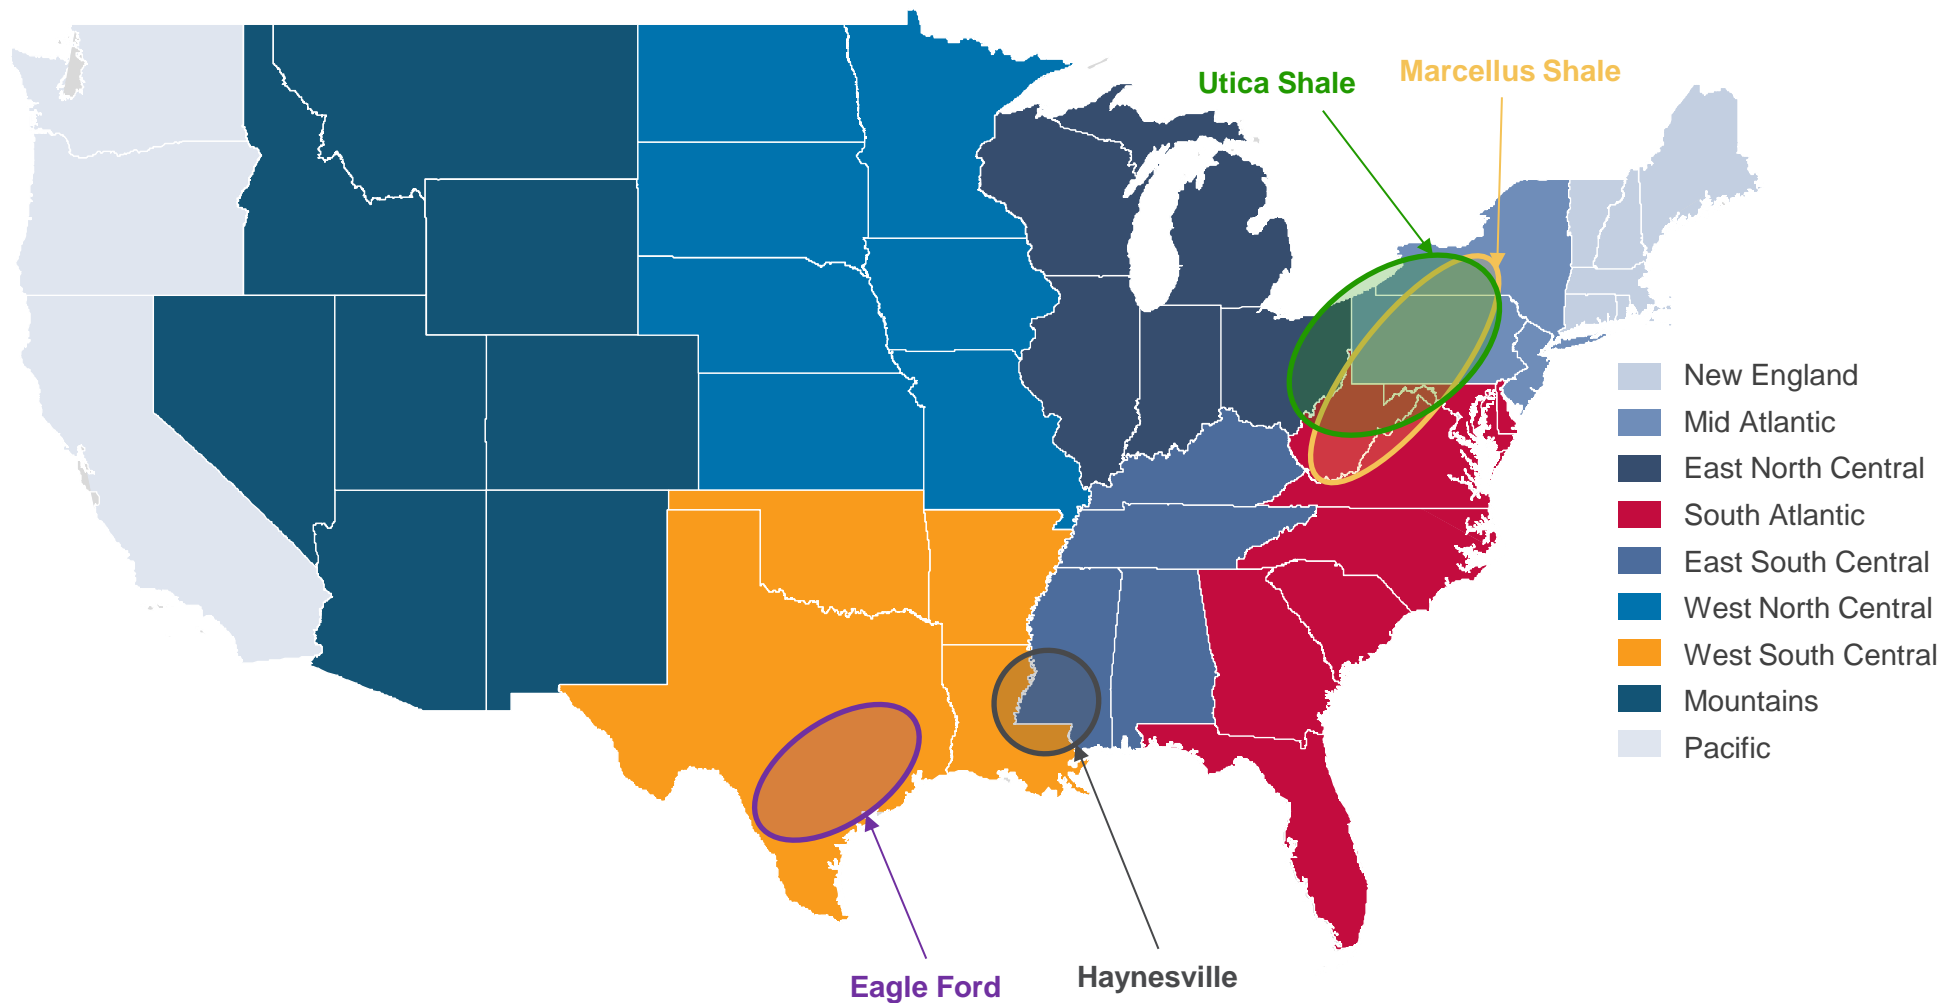 Utica Shale
Marcellus Shale
New England
Mid Atlantic
East North Central
South Atlantic
East South Central
West North Central
West South Central
Mountains
Pacific
Eagle Ford
Haynesville